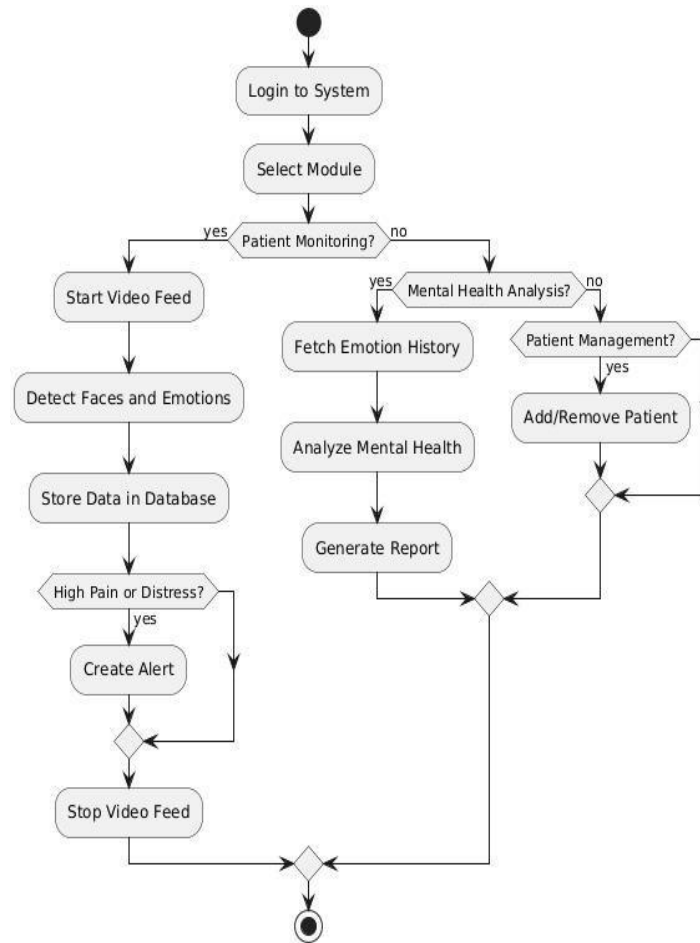 Login to System
Select Module
yes
Patient Monitoring?
no
Start Video Feed
yes
Mental Health Analysis?
no
Fetch Emotion History
Patient Management?
yes
Detect Faces and Emotions
Add/Remove Patient
Analyze Mental Health
Store Data in Database
Generate Report
High Pain or Distress?
yes
Create Alert
Stop Video Feed